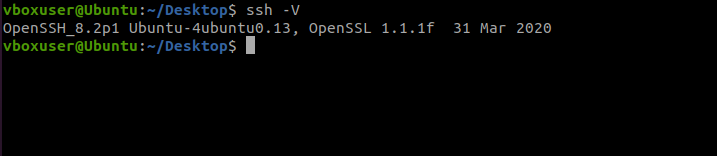 vboxuser@Ubuntu:~/Desktop$ ssh -V
OpenSSH_8.2p1 Ubuntu-4ubuntu0.13, OpenSSL 1.1.1f  31 Mar 2020
vboxuser@Ubuntu:~/Desktop$